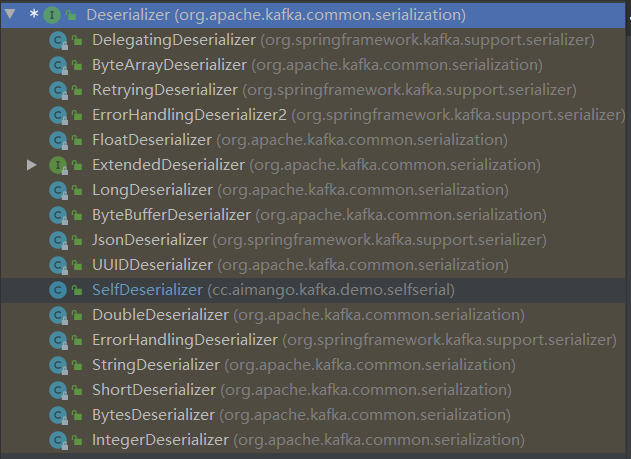 * I Deserializer (org.apache.kafka.common.serialization)
C DelegatingDeserializer (org.springframework.kafka.support.serializer)
C ByteArrayDeserializer (org.apache.kafka.common.serialization)
C RetryingDeserializer (org.springframework.kafka.support.serializer)
C ErrorHandlingDeserializer2 (org.springframework.kafka.support.serializer)
C FloatDeserializer (org.apache.kafka.common.serialization)
I ExtendedDeserializer (org.apache.kafka.common.serialization)
C LongDeserializer (org.apache.kafka.common.serialization)
C ByteBufferDeserializer (org.apache.kafka.common.serialization)
C JsonDeserializer (org.springframework.kafka.support.serializer)
C UUIDDeserializer (org.apache.kafka.common.serialization)
C SelfDeserializer (cc.aimango.kafka.demo.selfserial)
C DoubleDeserializer (org.apache.kafka.common.serialization)
C ErrorHandlingDeserializer (org.springframework.kafka.support.serializer)
C StringDeserializer (org.apache.kafka.common.serialization)
C ShortDeserializer (org.apache.kafka.common.serialization)
C BytesDeserializer (org.apache.kafka.common.serialization)
C IntegerDeserializer (org.apache.kafka.common.serialization)